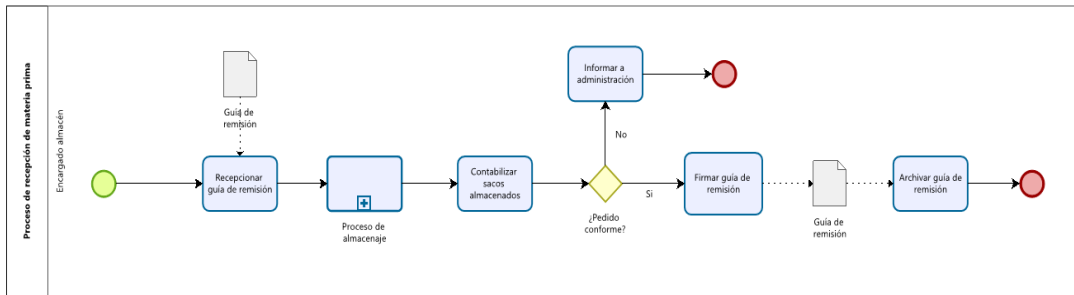 Proceso de recepción de materia prima
Encargado almacén
Guía de
remisión
Recepcionar
guía de remisión
Proceso de
almacenaje
Contabilizar
sacos
almacenados
¿Pedido
conforme?
No
Informar a
administración
Si
Firmar guía de
remisión
Guía de
remisión
Archivar guía de
remisión